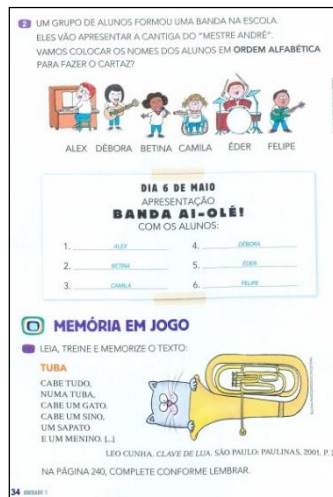 2 UM GRUPO DE ALUNOS FORMOU UMA BANDA NA ESCOLA.
ELES VÃO APRESENTAR A CANTIGA DO "MESTRE ANDRÉ".
VAMOS COLOCAR OS NOMES DOS ALUNOS EM ORDEM ALFABÉTICA
PARA FAZER O CARTAZ?
ALEX DÉBORA BETINA CAMILA ÉDER FELIPE
DIA 6 DE MAIO
APRESENTAÇÃO
BANDA AI-OLÊ!
COM OS ALUNOS:
1. ALEX 4. DÉBORA
2. BETINA 5. ÉDER
3. CAMILA 6. FELIPE
MEMÓRIA EM JOGO
LEIA, TREINE E MEMORIZE O TEXTO:
TUBA
CABE TUDO,
NUMA TUBA,
CABE UM GATO.
CABE UM SINO,
UM SAPATO
E UM MENINO. [...]
LEO CUNHA. CLAVE DE LUA. SÃO PAULO: PAULINAS, 2001. P.
NA PÁGINA 240, COMPLETE CONFORME LEMBRAR.
34 UNIDADE 1